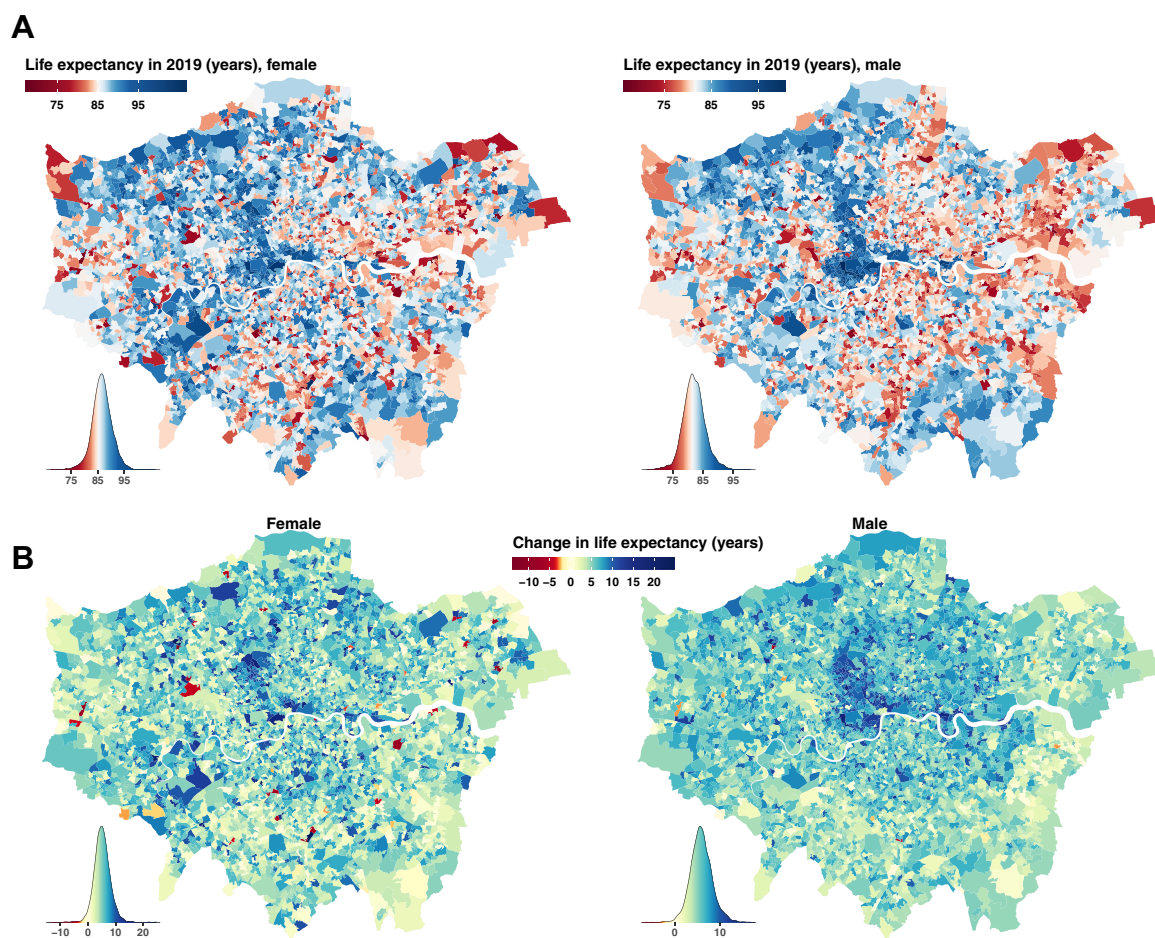 A
Life expectancy in 2019 (years), female
75 85 95
Life expectancy in 2019 (years), male
75 85 95
75 85 95
75 85 95
B
Female
Change in life expectancy (years)
−10 −5 0 5 10 15 20
Male
−10 0 10 20
0 10